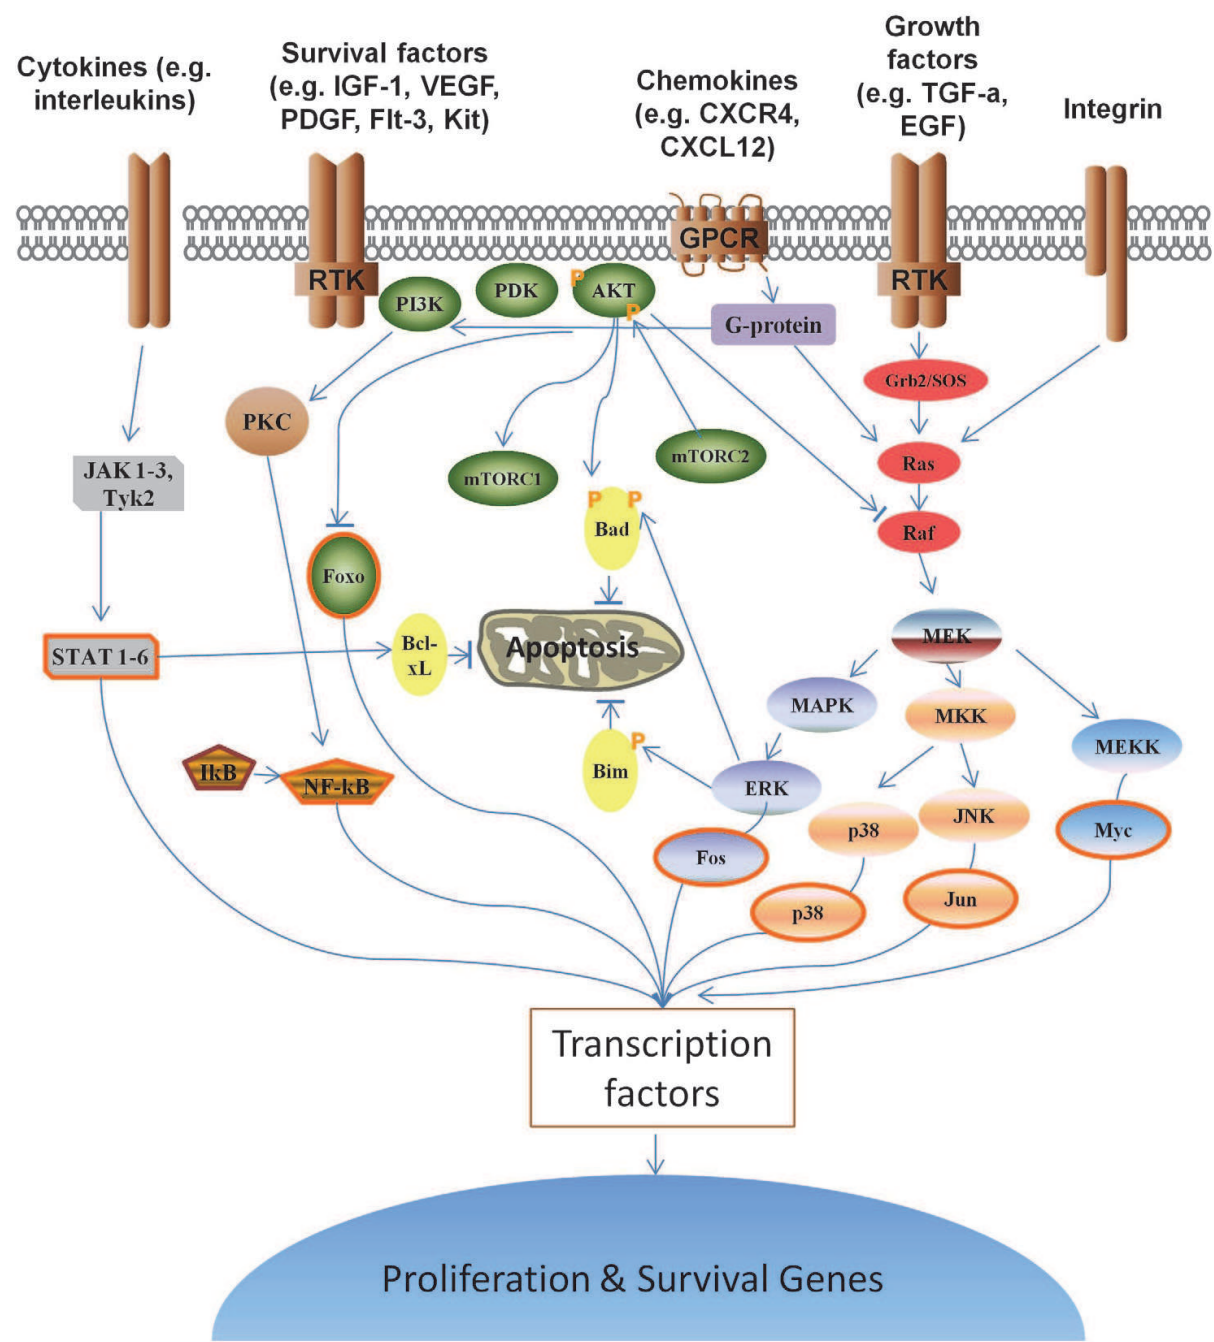 Cytokines (e.g.
interleukins)
Survival factors
(e.g. IGF-1, VEGF,
PDGF, Flt-3, Kit)
Chemokines
(e.g. CXCR4,
CXCL12)
Growth
factors
(e.g. TGF-a,
EGF)
Integrin
RTK
PI3K
PDK
P
AKT
P
GPCR
G-protein
RTK
Grb2/SOS
PKC
JAK 1-3,
Tyk2
mTORC1
mTORC2
Ras
Raf
P
P
Bad
Foxo
STAT 1-6
Bcl-
xL
Apoptosis
MEK
MAPK
MKK
MEKK
IkB
NF-kB
P
Bim
ERK
p38
JNK
Myc
Fos
p38
Jun
Transcription
factors
Proliferation & Survival Genes